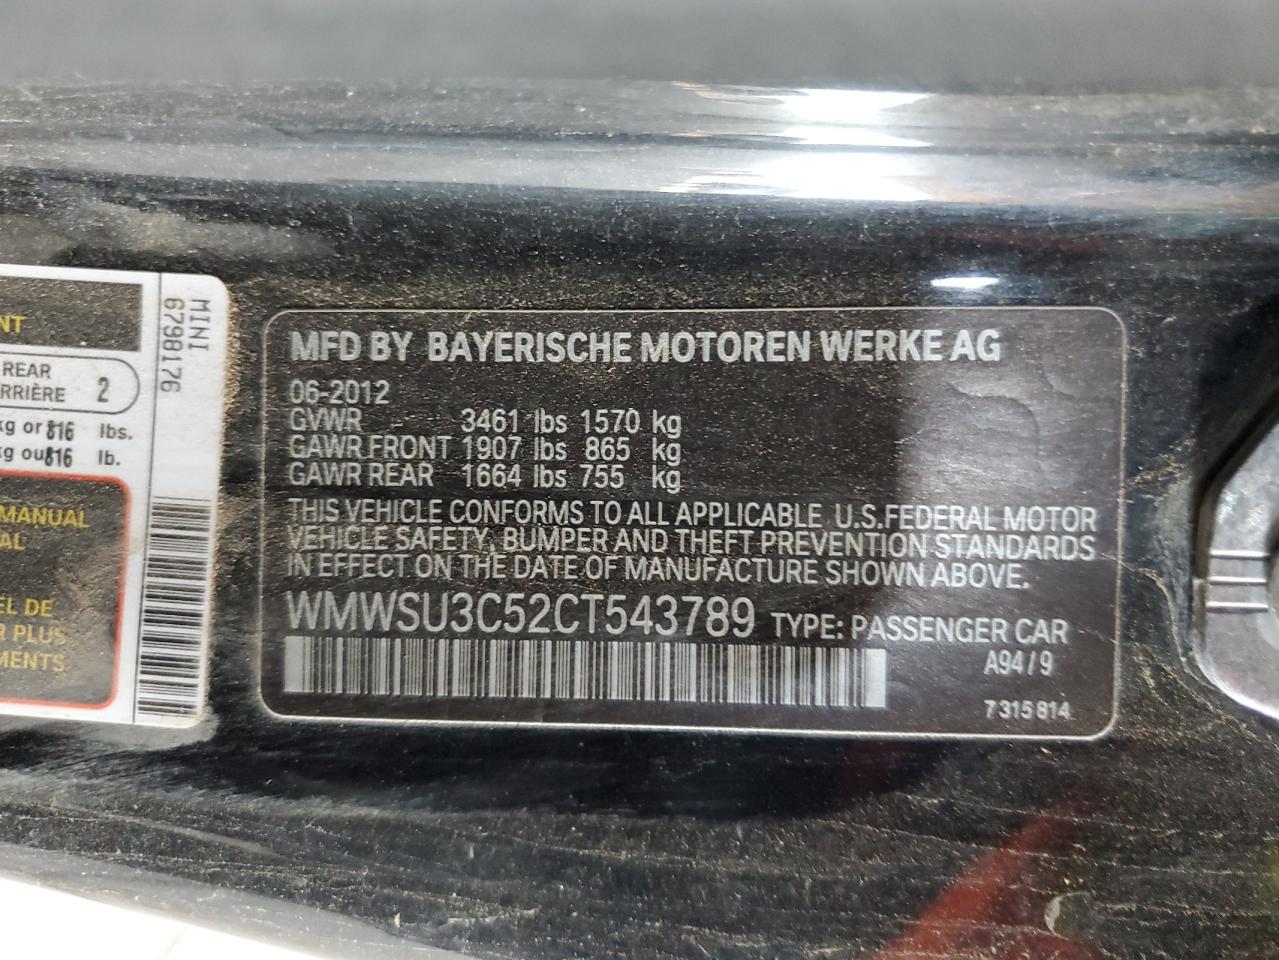 NT
REAR
RRIÈRE 2
kg or 816 lbs.
kg ou 816 lb.
MANUAL
AL
EL DE
R PLUS
MENTS
MINI
6798176
MFD BY BAYERISCHE MOTOREN WERKE AG
06-2012
GVWR 3461 lbs 1570 kg
GAWR FRONT 1907 lbs 865 kg
GAWR REAR 1664 lbs 755 kg
THIS VEHICLE CONFORMS TO ALL APPLICABLE U.S.FEDERAL MOTOR
VEHICLE SAFETY, BUMPER AND THEFT PREVENTION STANDARDS
IN EFFECT ON THE DATE OF MANUFACTURE SHOWN ABOVE.
WMWSU3C52CT543789 TYPE: PASSENGER CAR
A94/9
7315814